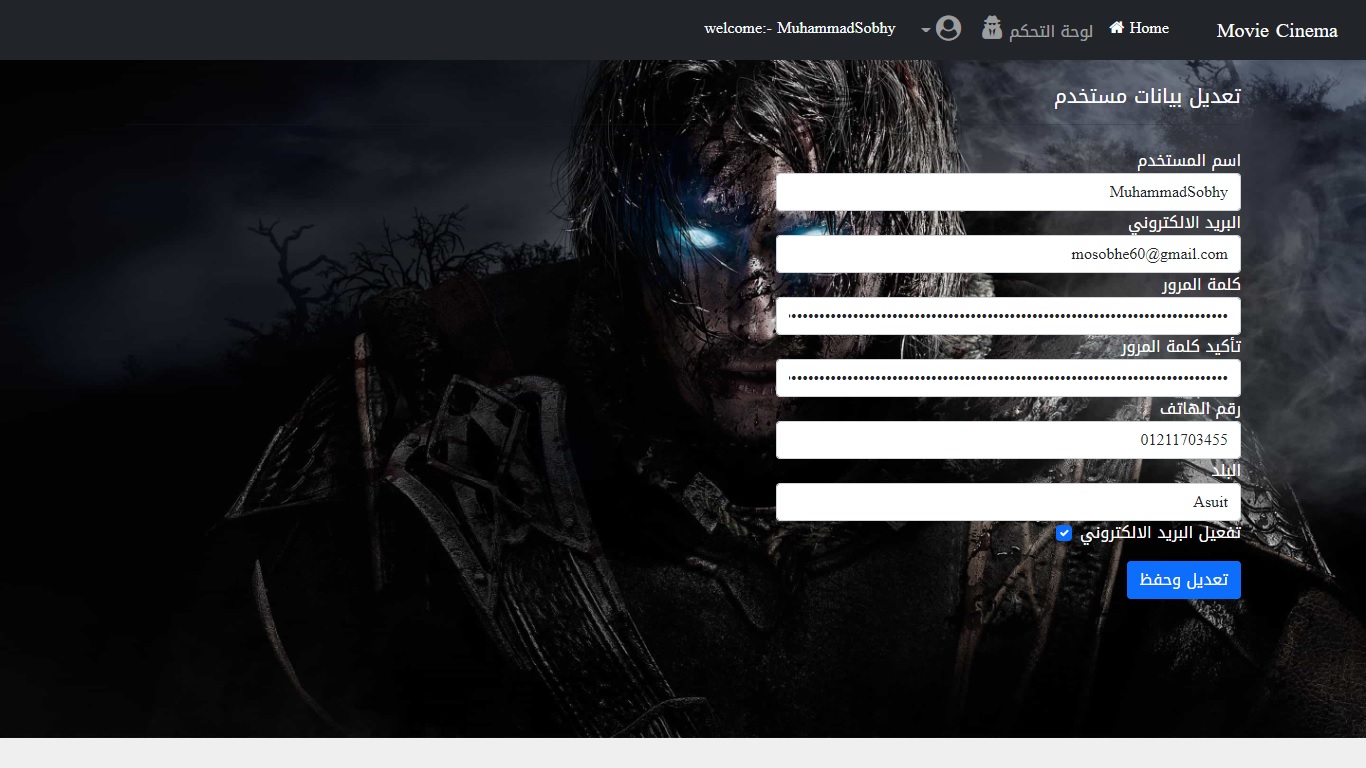 Movie Cinema
Home
لوحة التحكم
welcome:- MuhammadSobhy
تعديل بيانات مستخدم
اسم المستخدم
MuhammadSobhy
البريد الالكتروني
mosobhe60@gmail.com
كلمة المرور
تأكيد كلمة المرور
رقم الهاتف
01211703455
البلد
Asuit
تفعيل البريد الالكتروني
تعديل وحفظ